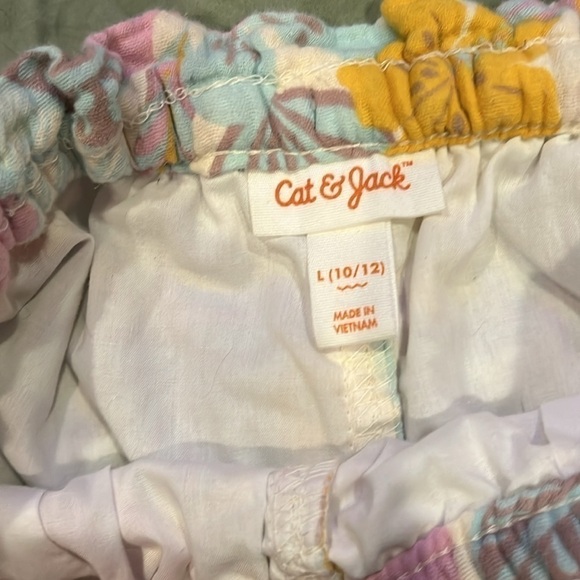 Cat & Jack™
L (10/12)
MADE IN
VIETNAM